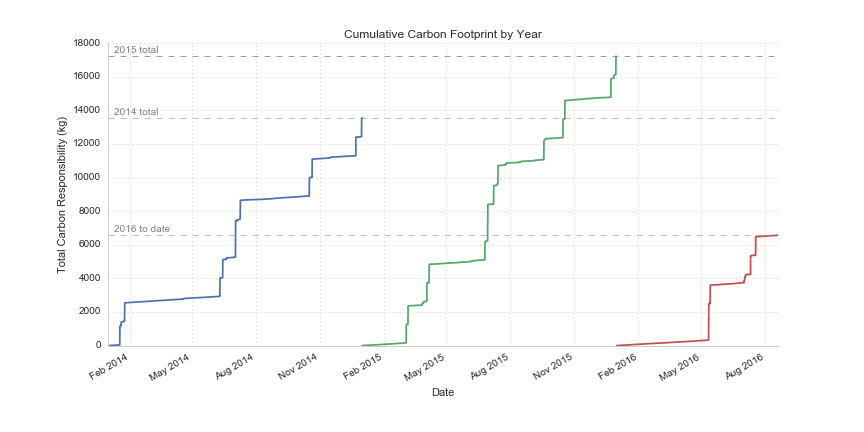 Cumulative Carbon Footprint by Year
18000
16000
14000
12000
10000
8000
6000
4000
2000
0
Total Carbon Responsibility (kg)
2015 total
2014 total
2016 to date
Feb 2014
May 2014
Aug 2014
Nov 2014
Feb 2015
May 2015
Aug 2015
Nov 2015
Feb 2016
May 2016
Aug 2016
Date